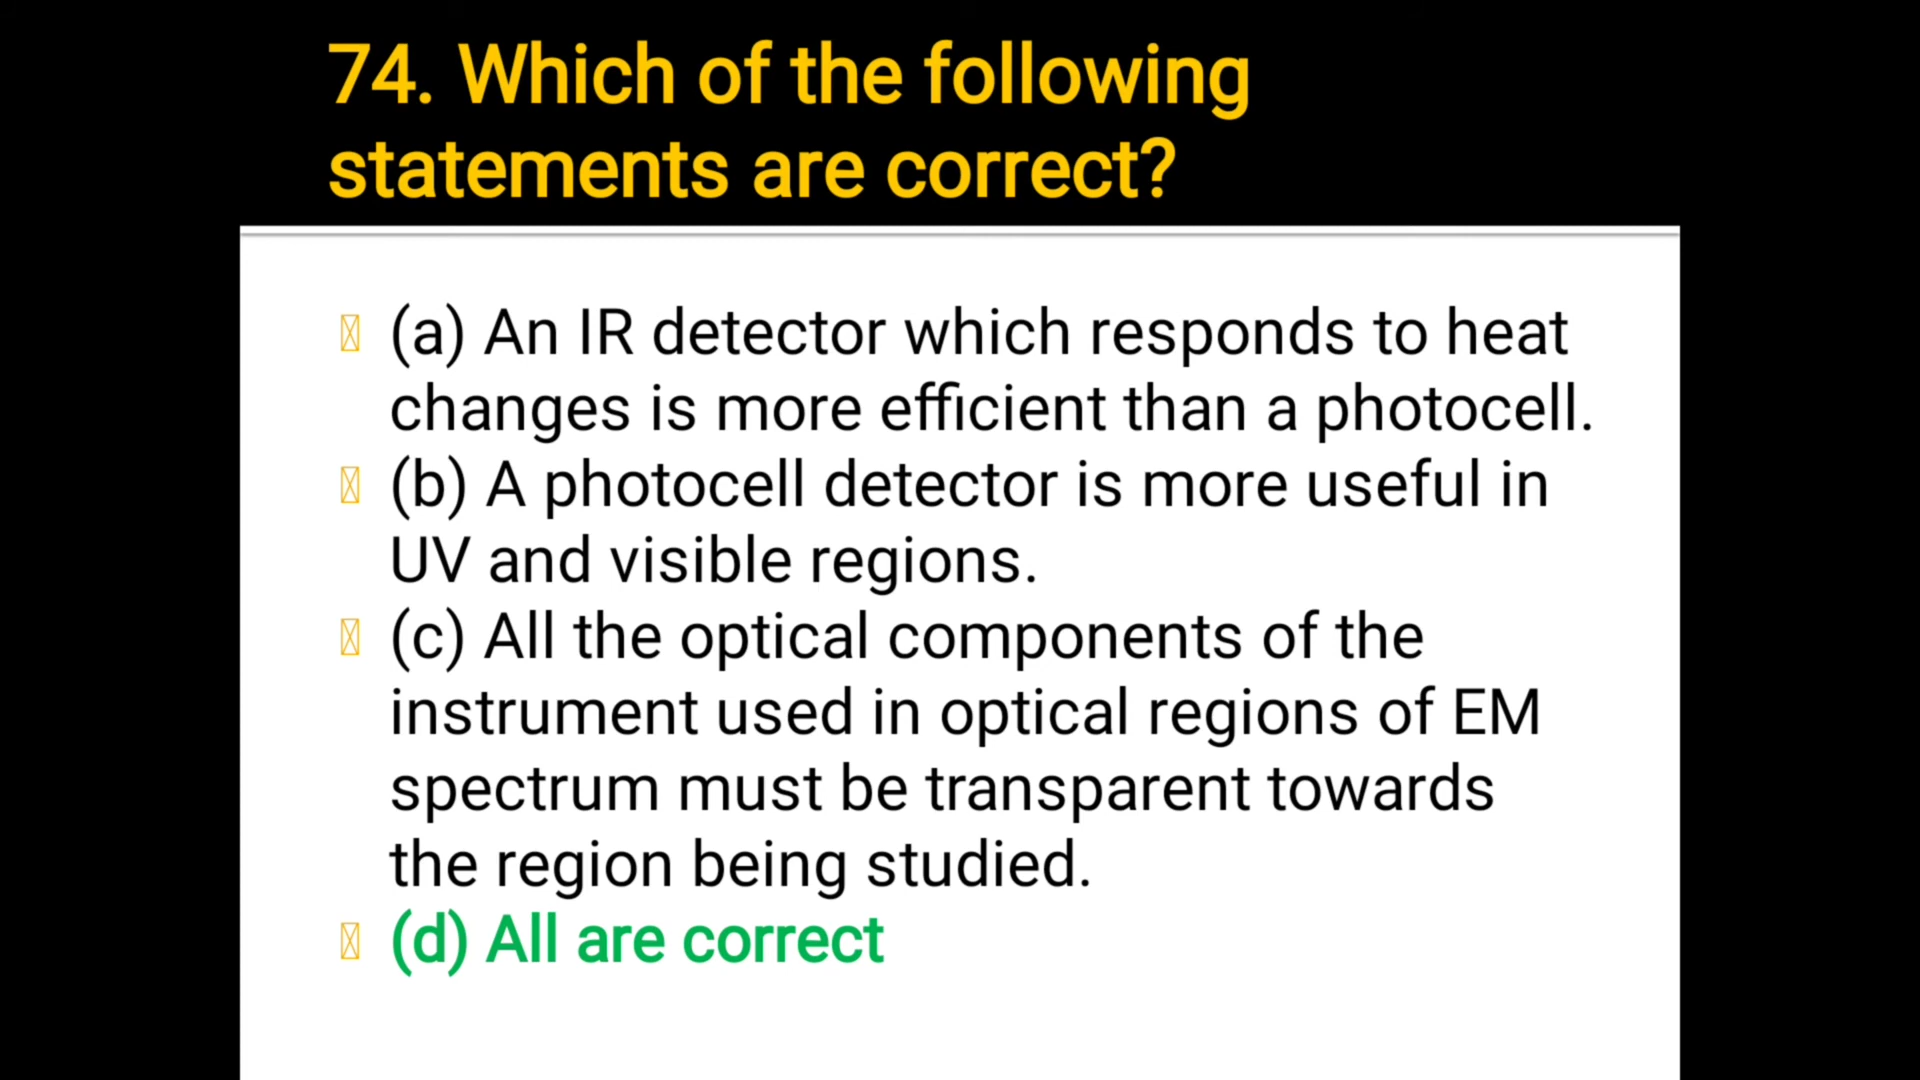 74. Which of the following
statements are correct?
(a) An IR detector which responds to heat
changes is more efficient than a photocell.
(b) A photocell detector is more useful in
UV and visible regions.
(c) All the optical components of the
instrument used in optical regions of EM
spectrum must be transparent towards
the region being studied.
(d) All are correct